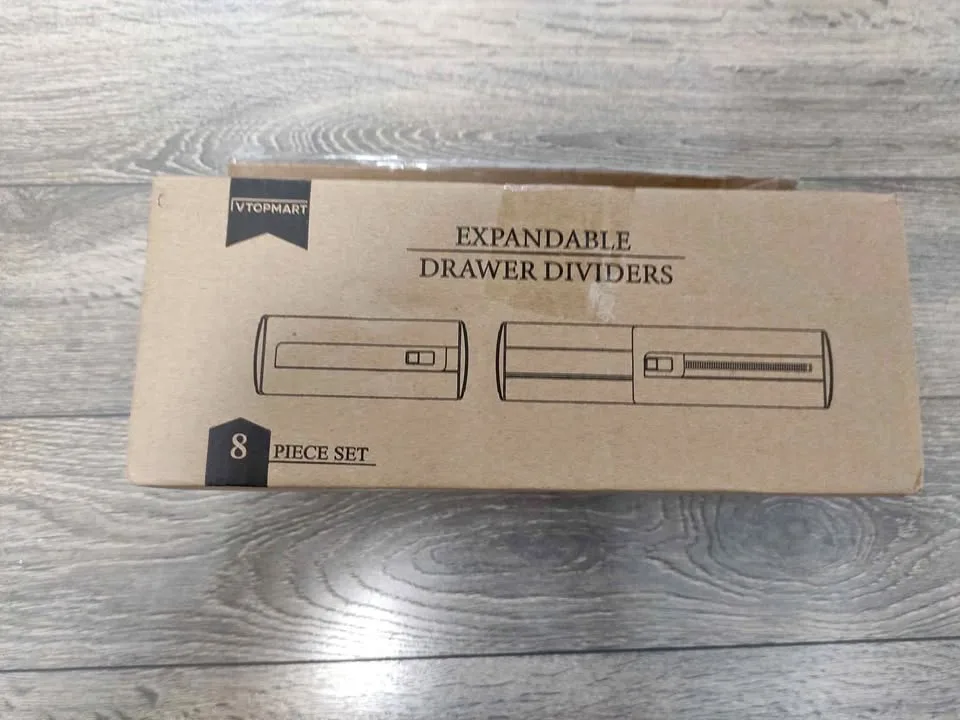 VTOPMART
EXPANDABLE
DRAWER DIVIDERS
8
PIECE SET